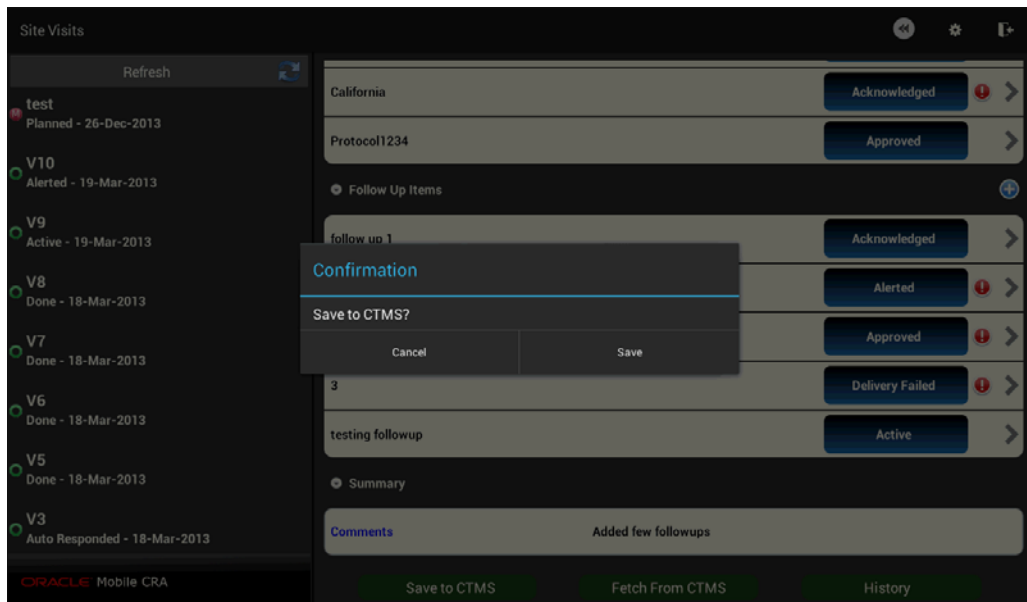 Site Visits
Refresh
test
Planned - 26-Dec-2013
V10
Alerted - 19-Mar-2013
V9
Active - 19-Mar-2013
V8
Done - 18-Mar-2013
V7
Done - 18-Mar-2013
V6
Done - 18-Mar-2013
V5
Done - 18-Mar-2013
V3
Auto Responded - 18-Mar-2013
ORACLE Mobile CRA
California Acknowledged
Protocol1234 Approved
Follow Up Items
follow up 1 Acknowledged
Alerted
Approved
3 Delivery Failed
testing followup Active
Confirmation
Save to CTMS?
Cancel Save
Summary
Comments Added few followups
Save to CTMS Fetch From CTMS History